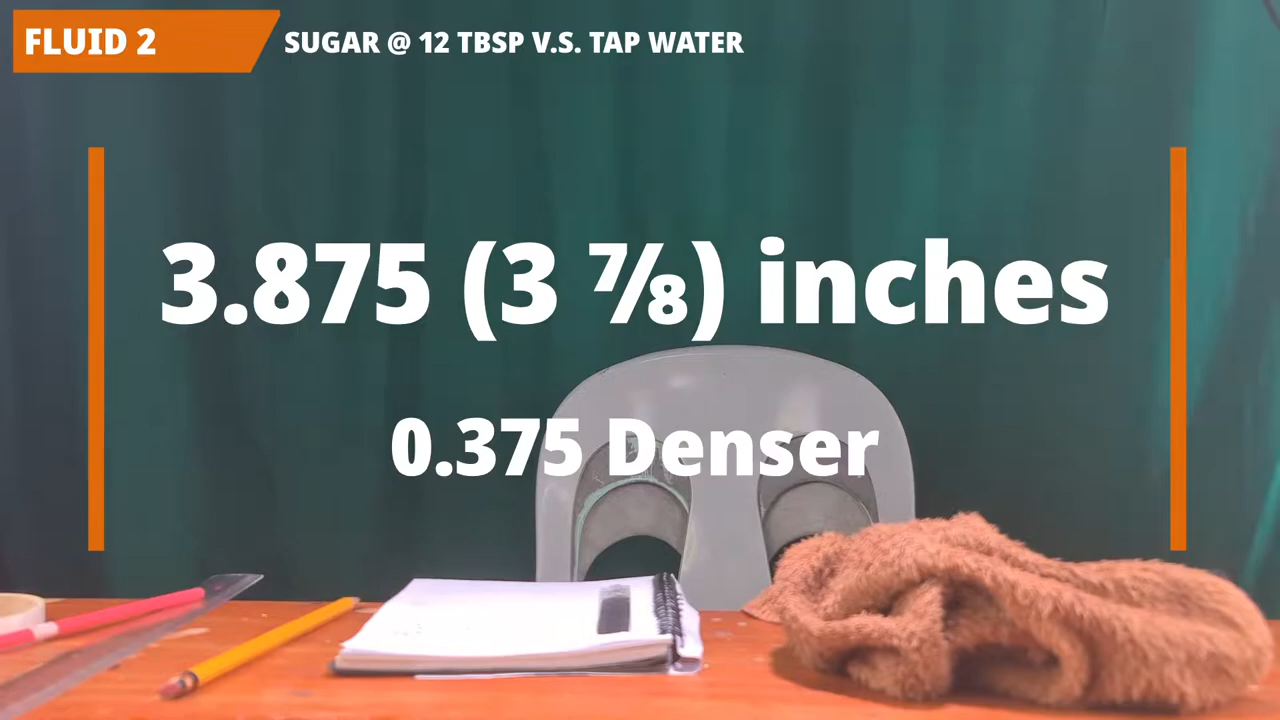 FLUID 2
SUGAR @ 12 TBSP V.S. TAP WATER
3.875 (3 ⅞) inches
0.375 Denser